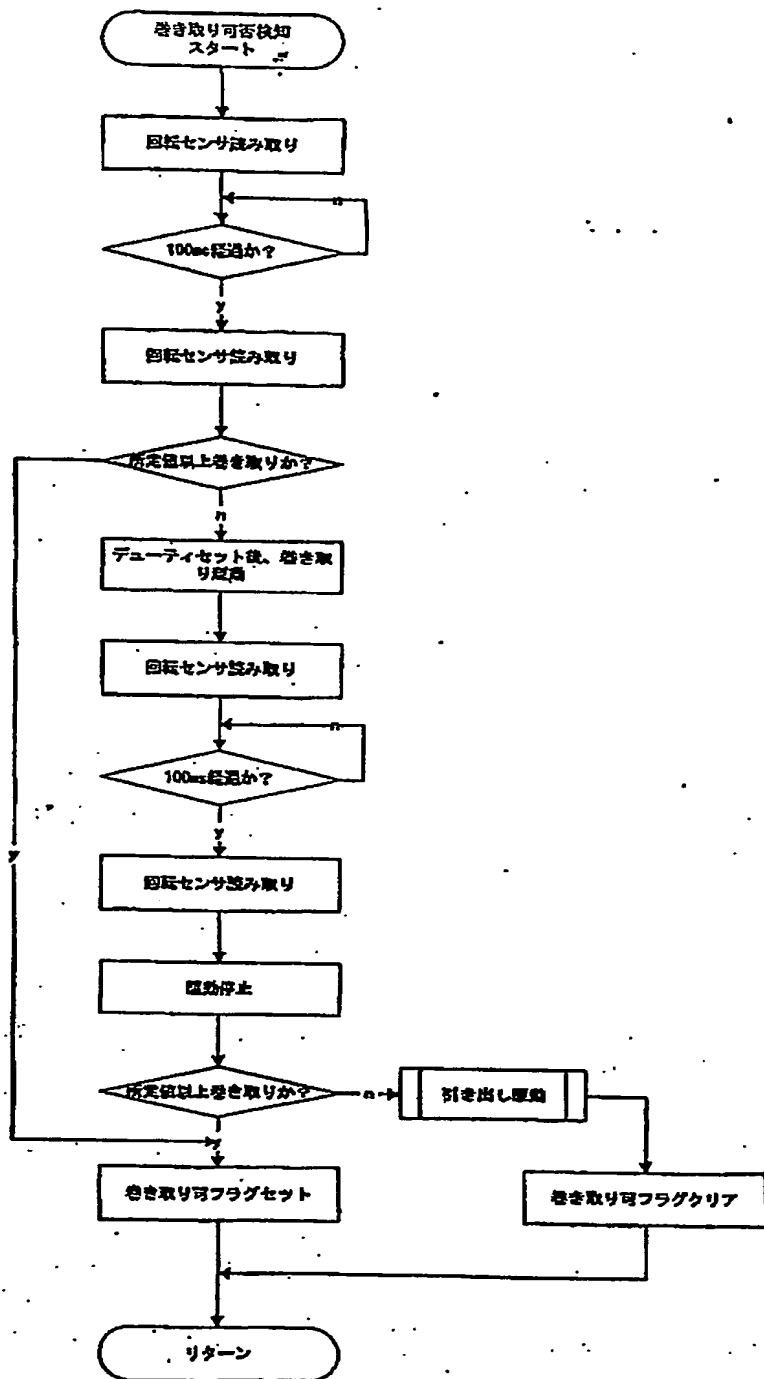 巻き取り可否検知
スタート
回転センサ読み取り
n
100ms経過か?
y
回転センサ読み取り
所定値以上巻き取りか?
n
デューティセット後、巻き取
り駆動
回転センサ読み取り
n
100ms経過か?
y
y
回転センサ読み取り
駆動停止
所定値以上巻き取りか?
n
引き出し駆動
y
巻き取り可フラグセット
巻き取り可フラグクリア
リターン